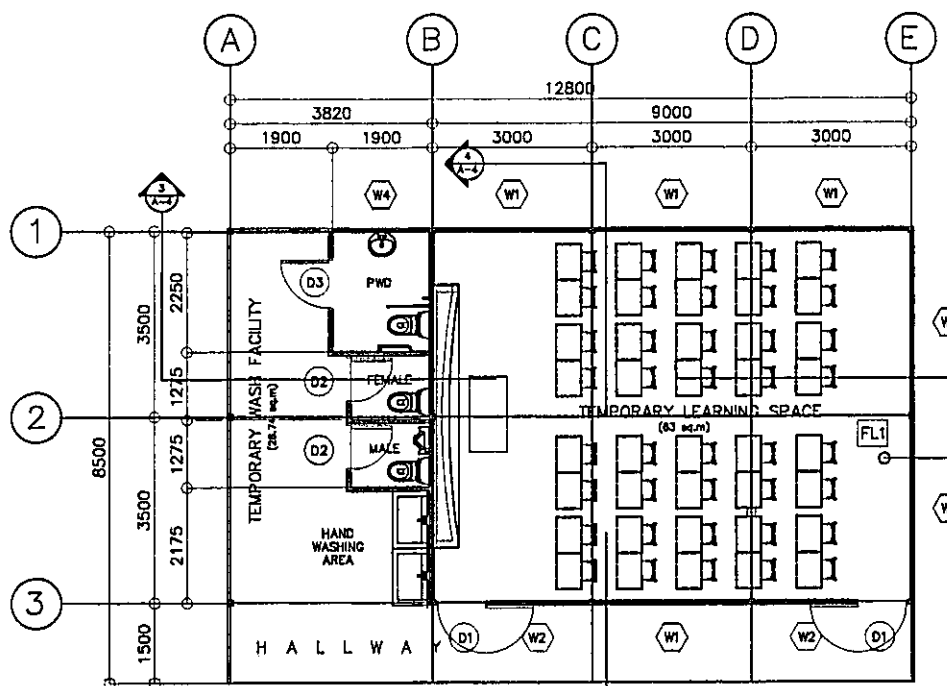 A B C D E
12800
3820 9000
1900 1900 3000 3000 3000
3
A-4
W4
4
A-4
W1 W1 W1
1
D3 PWD
2250
3500
TEMPORARY WASH FACILITY
(26.74 sq.m)
W
D2 FEMALE
1275
2
TEMPORARY LEARNING SPACE
(63 sq.m)
FL1
D2 MALE
1275
8500
3500
2175
HAND
WASHING
AREA
W
3
1500
HALLWAY
D1 W2 W1 W2 D1